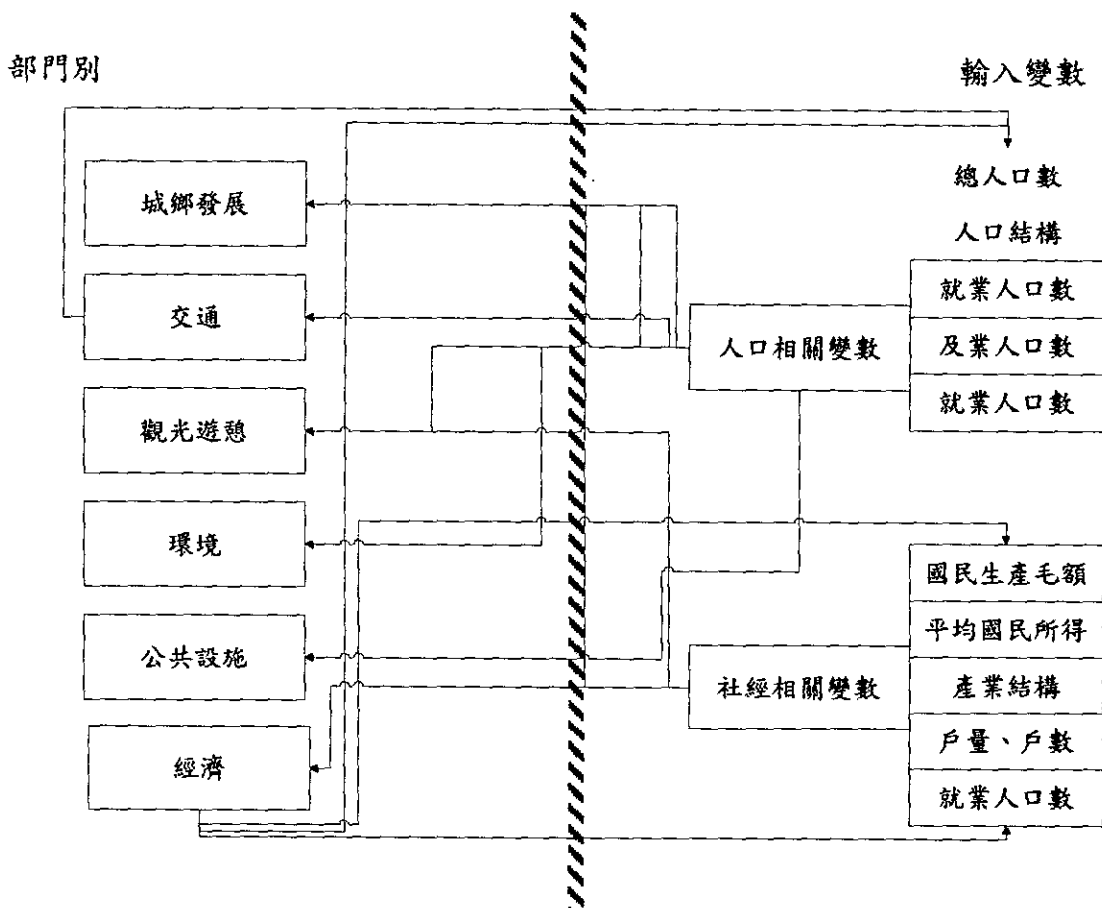 部門別
輸入變數
城鄉發展
交通
觀光遊憩
環境
公共設施
經濟
人口相關變數
社經相關變數
總人口數
人口結構
就業人口數
及業人口數
就業人口數
國民生產毛額
平均國民所得
產業結構
戶量、戶數
就業人口數